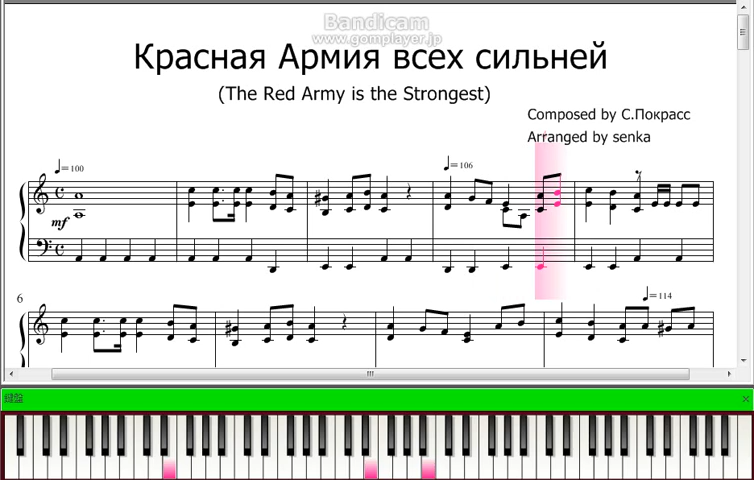 Bandicam
www.gomplayer.jp
Красная Армия всех сильней
(The Red Army is the Strongest)
Composed by С.Покрасс
Arranged by senka
♩=100
♩=106
mf
6
♩=114
鍵盤